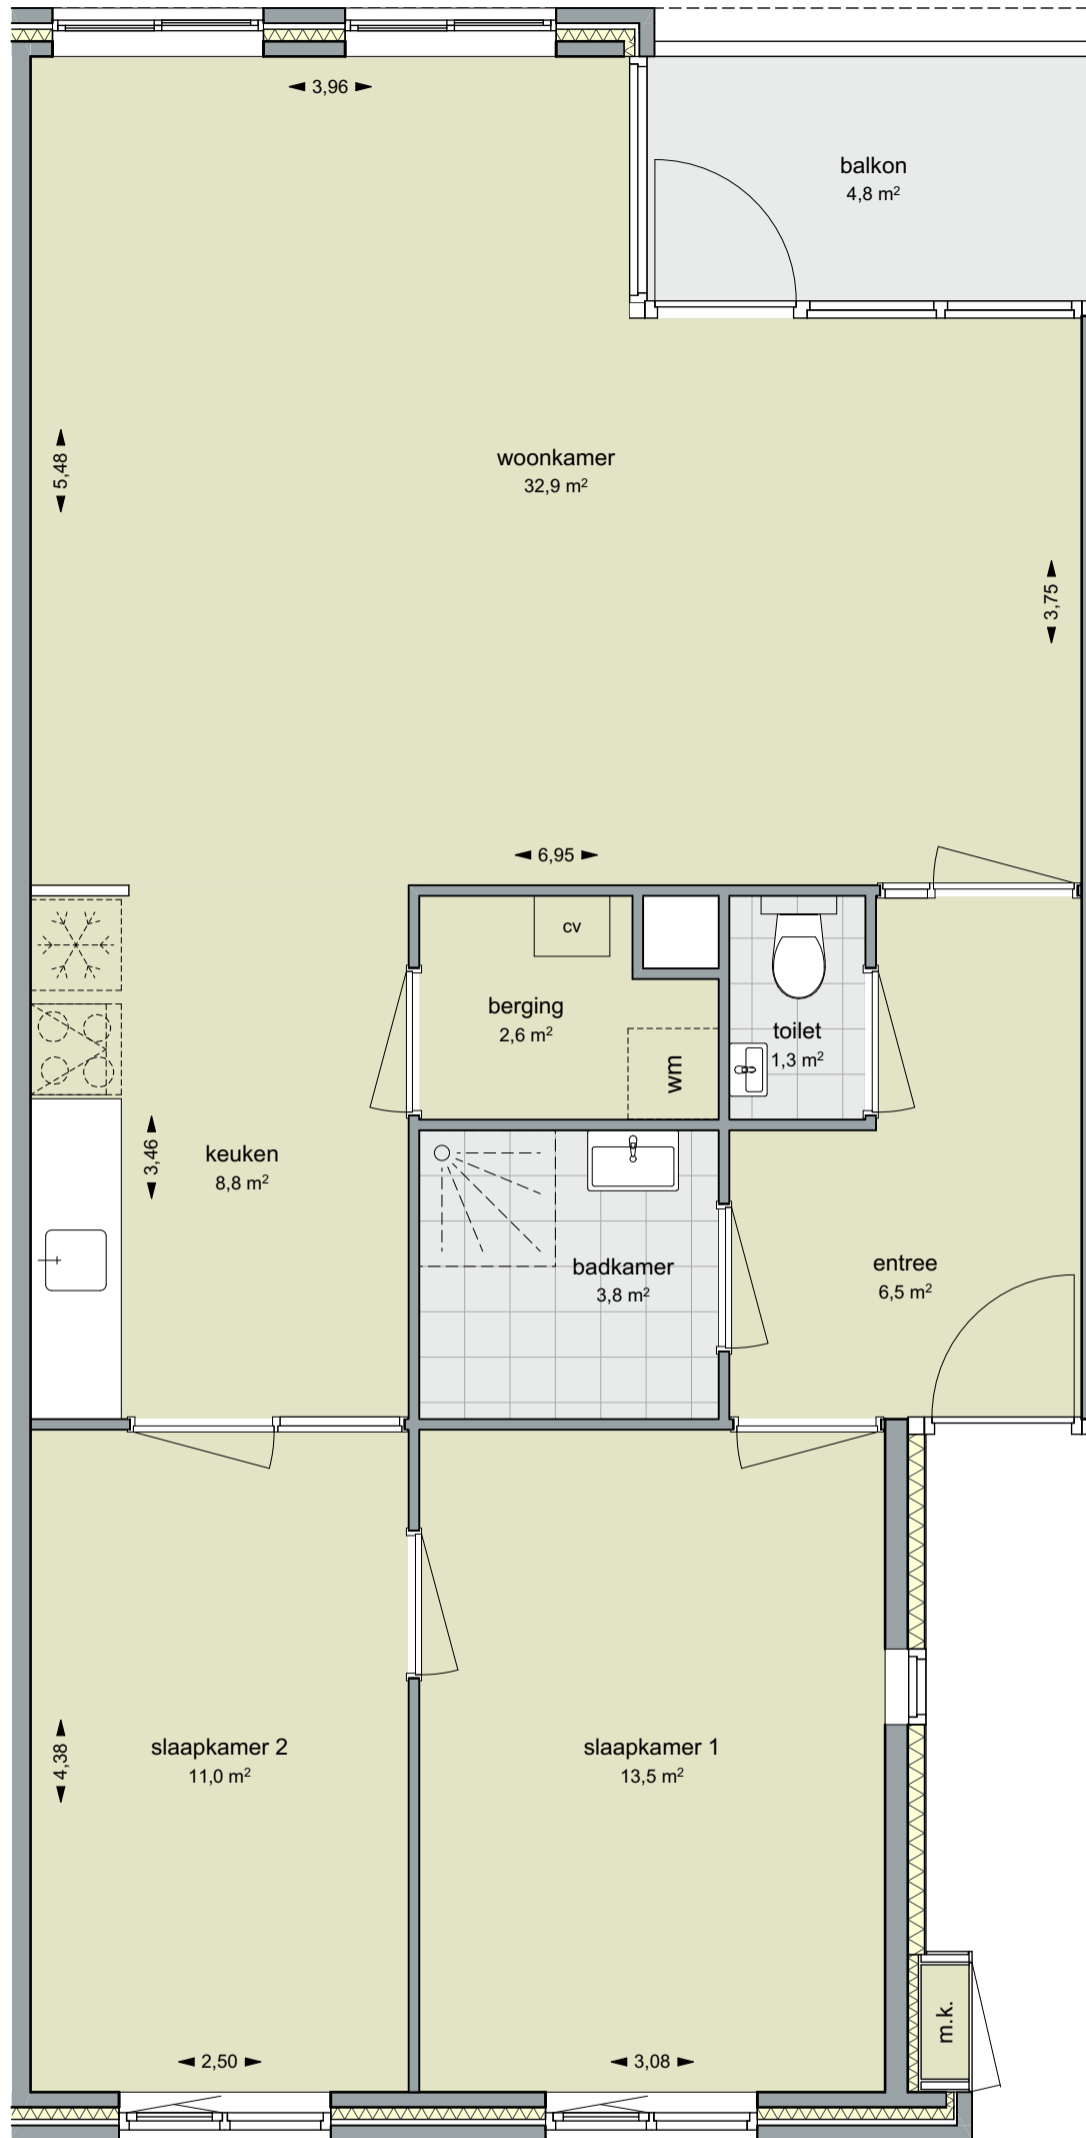 3,96
balkon
4,8 m²
woonkamer
32,9 m²
5,48
3,75
6,95
cv
berging
2,6 m²
wm
toilet
1,3 m²
keuken
8,8 m²
3,46
badkamer
3,8 m²
entree
6,5 m²
slaapkamer 2
11,0 m²
4,38
slaapkamer 1
13,5 m²
m.k.
2,50
3,08